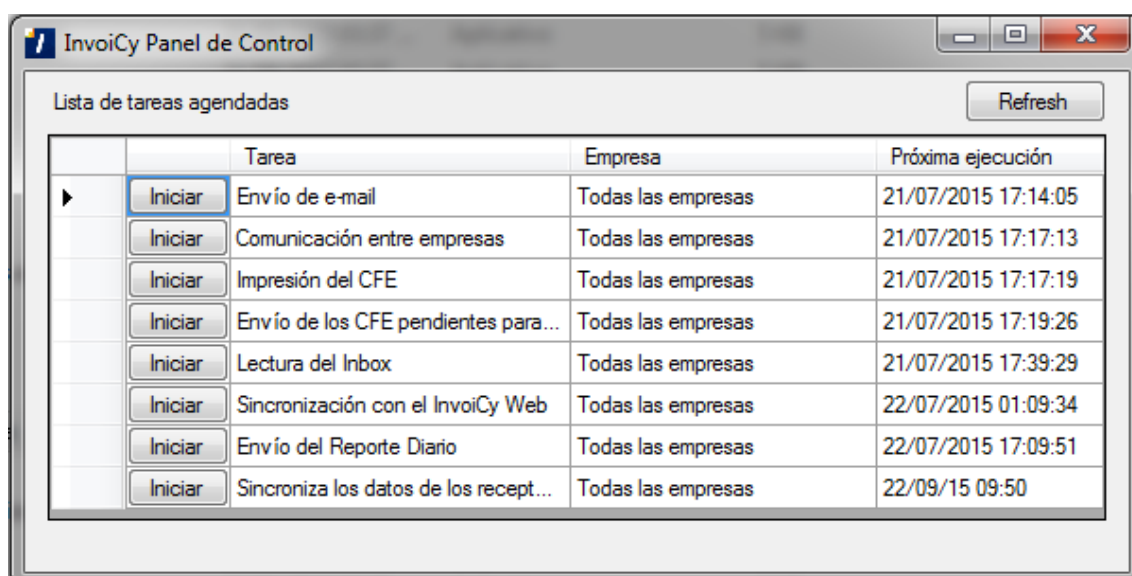 InvoiCy Panel de Control
Lista de tareas agendadas
Refresh
Tarea Empresa Próxima ejecución
Iniciar Envío de e-mail Todas las empresas 21/07/2015 17:14:05
Iniciar Comunicación entre empresas Todas las empresas 21/07/2015 17:17:13
Iniciar Impresión del CFE Todas las empresas 21/07/2015 17:17:19
Iniciar Envío de los CFE pendientes para... Todas las empresas 21/07/2015 17:19:26
Iniciar Lectura del Inbox Todas las empresas 21/07/2015 17:39:29
Iniciar Sincronización con el InvoiCy Web Todas las empresas 22/07/2015 01:09:34
Iniciar Envío del Reporte Diario Todas las empresas 22/07/2015 17:09:51
Iniciar Sincroniza los datos de los recept... Todas las empresas 22/09/15 09:50